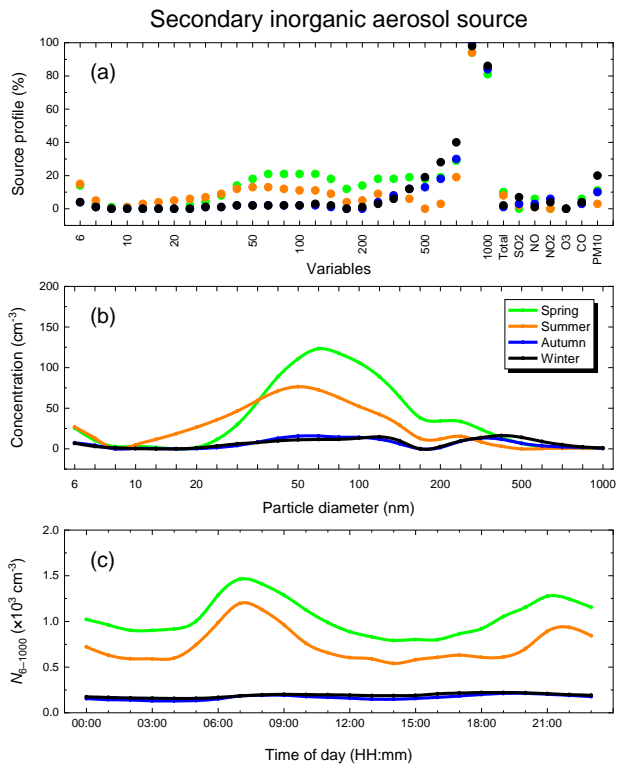 Secondary inorganic aerosol source
(a)
Source profile (%)
100
80
60
40
20
0
6 10 20 50 100 200 500 1000 Total SO2 NO NO2 O3 CO PM10
Variables
(b)
Concentration (cm⁻³)
200
150
100
50
0
Spring
Summer
Autumn
Winter
6 10 20 50 100 200 500 1000
Particle diameter (nm)
(c)
N₆₋₁₀₀₀ (×10³ cm⁻³)
2.0
1.5
1.0
0.5
0.0
00:00 03:00 06:00 09:00 12:00 15:00 18:00 21:00
Time of day (HH:mm)